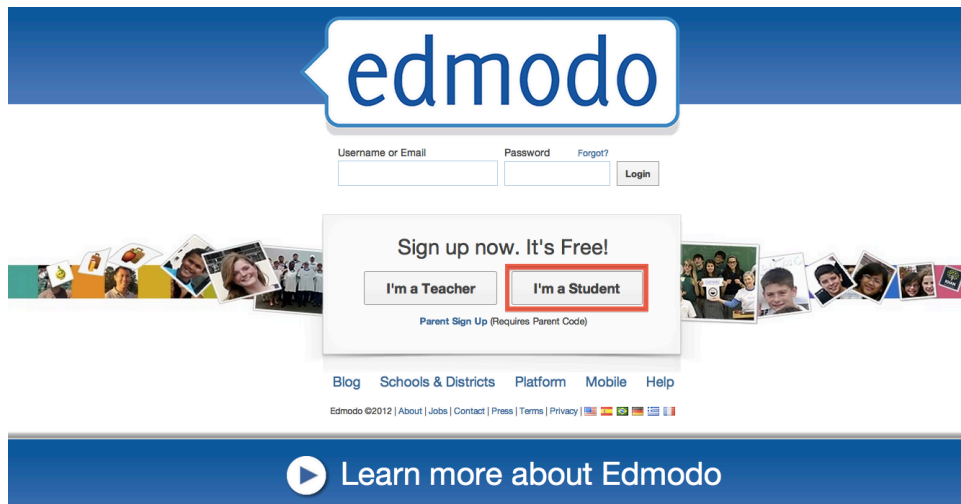 edmodo
Username or Email Password Forgot?
Login
Sign up now. It's Free!
I'm a Teacher I'm a Student
Parent Sign Up (Requires Parent Code)
Blog Schools & Districts Platform Mobile Help
Edmodo ©2012 | About | Jobs | Contact | Press | Terms | Privacy |
Learn more about Edmodo